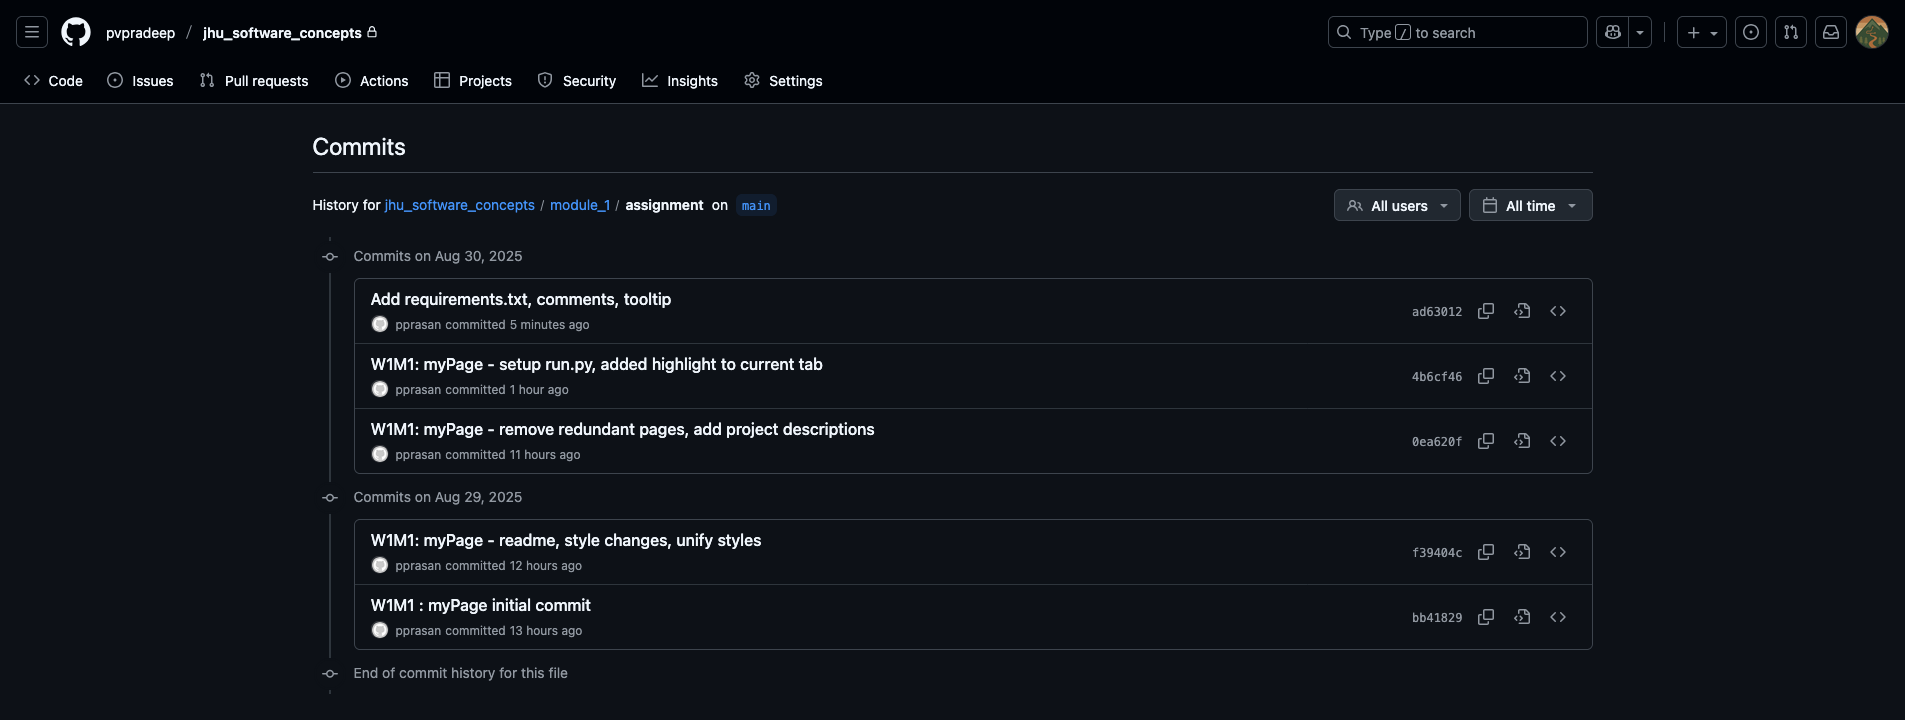 pvpradeep / jhu_software_concepts
Type / to search
Code Issues Pull requests Actions Projects Security Insights Settings
Commits
History for jhu_software_concepts / module_1 / assignment on main
All users All time
Commits on Aug 30, 2025
Add requirements.txt, comments, tooltip
pprasan committed 5 minutes ago
ad63012
W1M1: myPage - setup run.py, added highlight to current tab
pprasan committed 1 hour ago
4b6cf46
W1M1: myPage - remove redundant pages, add project descriptions
pprasan committed 11 hours ago
0ea620f
Commits on Aug 29, 2025
W1M1: myPage - readme, style changes, unify styles
pprasan committed 12 hours ago
f39404c
W1M1 : myPage initial commit
pprasan committed 13 hours ago
bb41829
End of commit history for this file